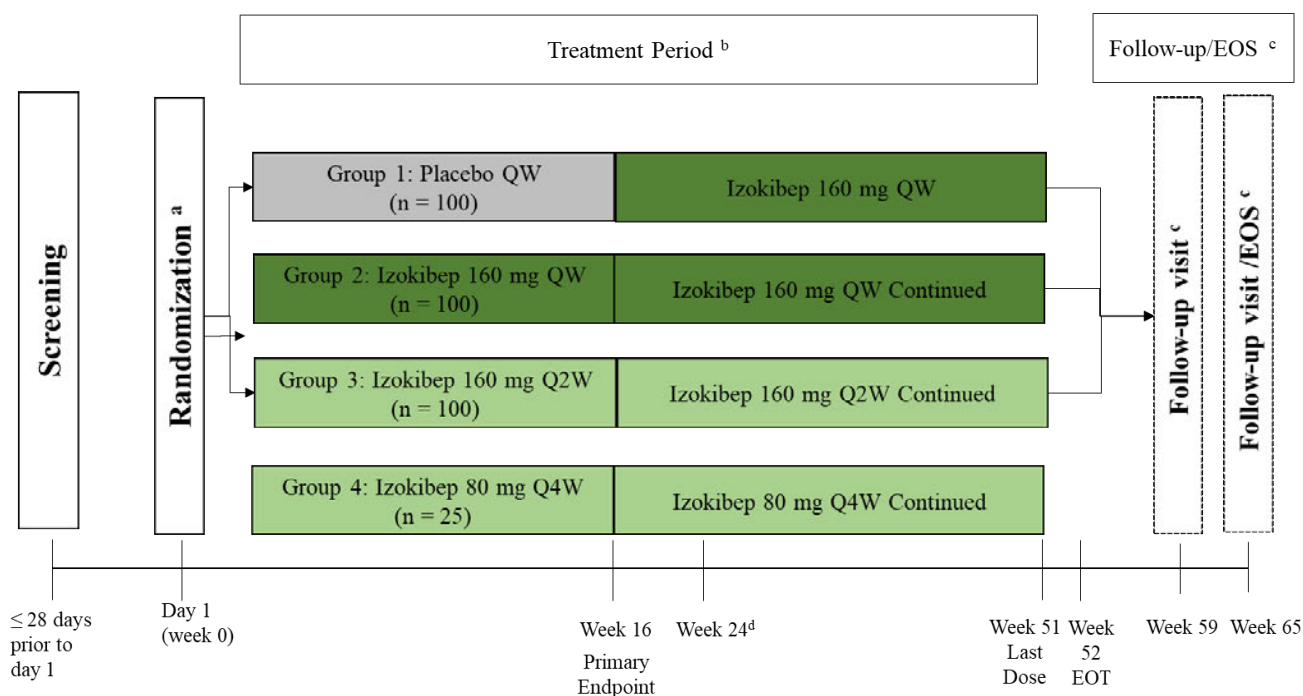 Treatment Period b
Follow-up/EOS c
Screening
Randomization a
Group 1: Placebo QW
(n = 100)
Izokibep 160 mg QW
Group 2: Izokibep 160 mg QW
(n = 100)
Izokibep 160 mg QW Continued
Group 3: Izokibep 160 mg Q2W
(n = 100)
Izokibep 160 mg Q2W Continued
Group 4: Izokibep 80 mg Q4W
(n = 25)
Izokibep 80 mg Q4W Continued
Follow-up visit c
Follow-up visit /EOS c
≤ 28 days
prior to
day 1
Day 1
(week 0)
Week 16
Primary
Endpoint
Week 24d
Week 51
Last
Dose
Week
52
EOT
Week 59
Week 65